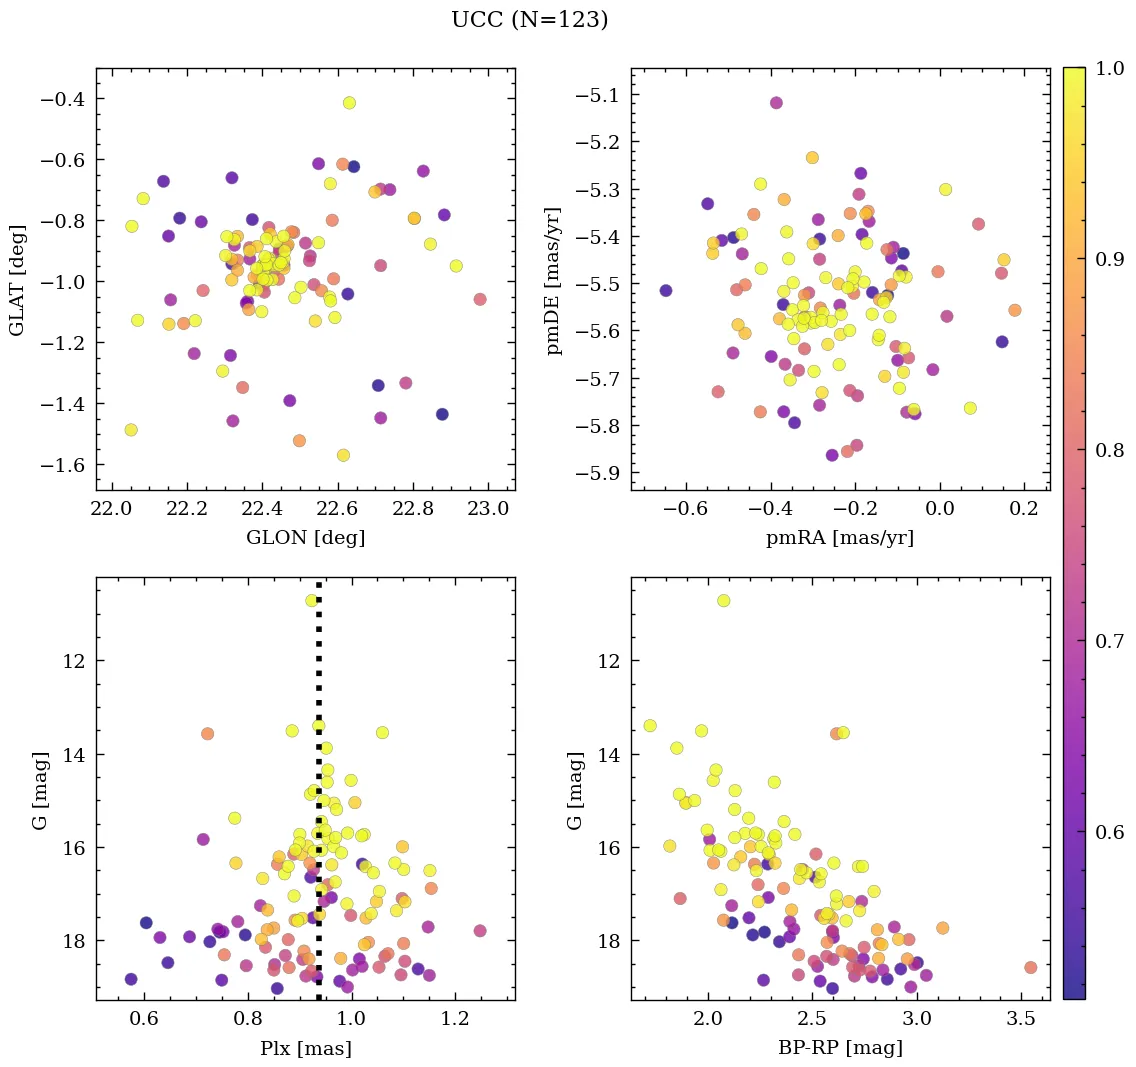 UCC (N=123)
−0.4
−0.6
−0.8
−1.0
−1.2
−1.4
−1.6
GLAT [deg]
22.0 22.2 22.4 22.6 22.8 23.0
GLON [deg]
−5.1
−5.2
−5.3
−5.4
−5.5
−5.6
−5.7
−5.8
−5.9
pmDE [mas/yr]
−0.6 −0.4 −0.2 0.0 0.2
pmRA [mas/yr]
12
14
16
18
G [mag]
0.6 0.8 1.0 1.2
Plx [mas]
12
14
16
18
G [mag]
2.0 2.5 3.0 3.5
BP-RP [mag]
1.0
0.9
0.8
0.7
0.6